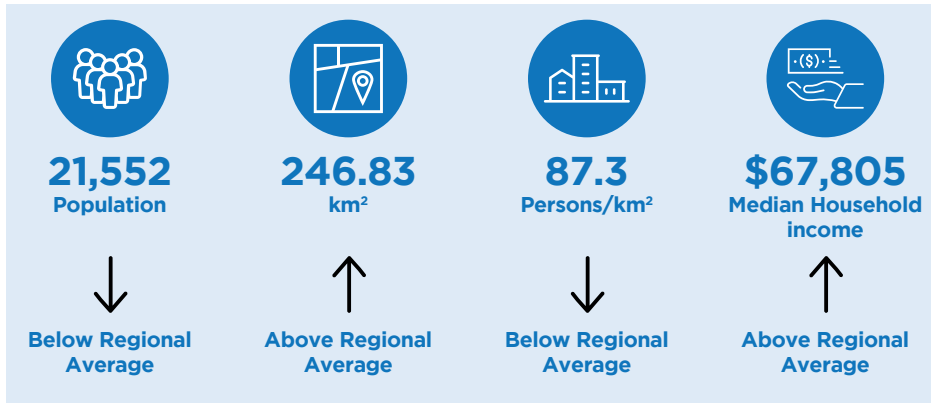 ($)
21,552
Population
Below Regional
Average
246.83
km²
Above Regional
Average
87.3
Persons/km²
Below Regional
Average
$67,805
Median Household
income
Above Regional
Average